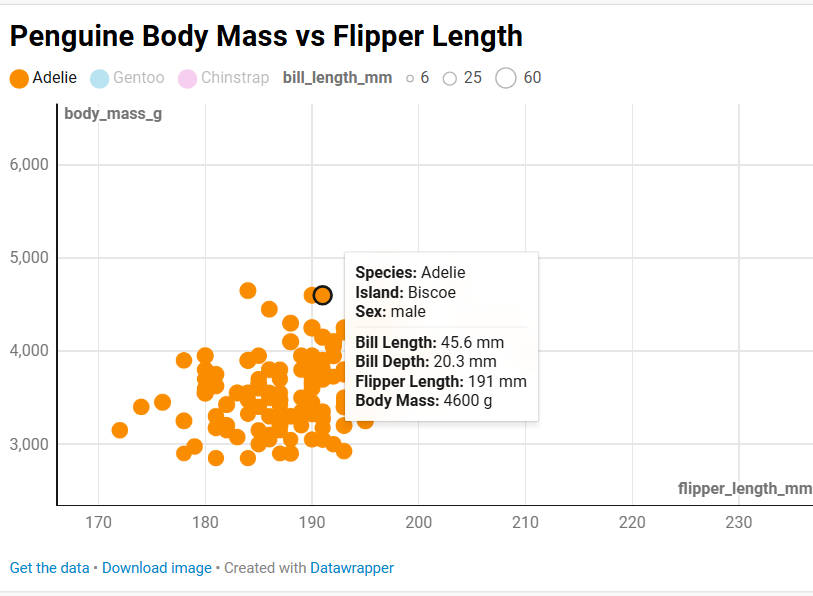 Penguine Body Mass vs Flipper Length
Adelie Gentoo Chinstrap bill_length_mm 6 25 60
body_mass_g
6,000
5,000
Species: Adelie
Island: Biscoe
Sex: male
4,000
Bill Length: 45.6 mm
Bill Depth: 20.3 mm
Flipper Length: 191 mm
Body Mass: 4600 g
3,000
flipper_length_mm
170 180 190 200 210 220 230
Get the data • Download image • Created with Datawrapper